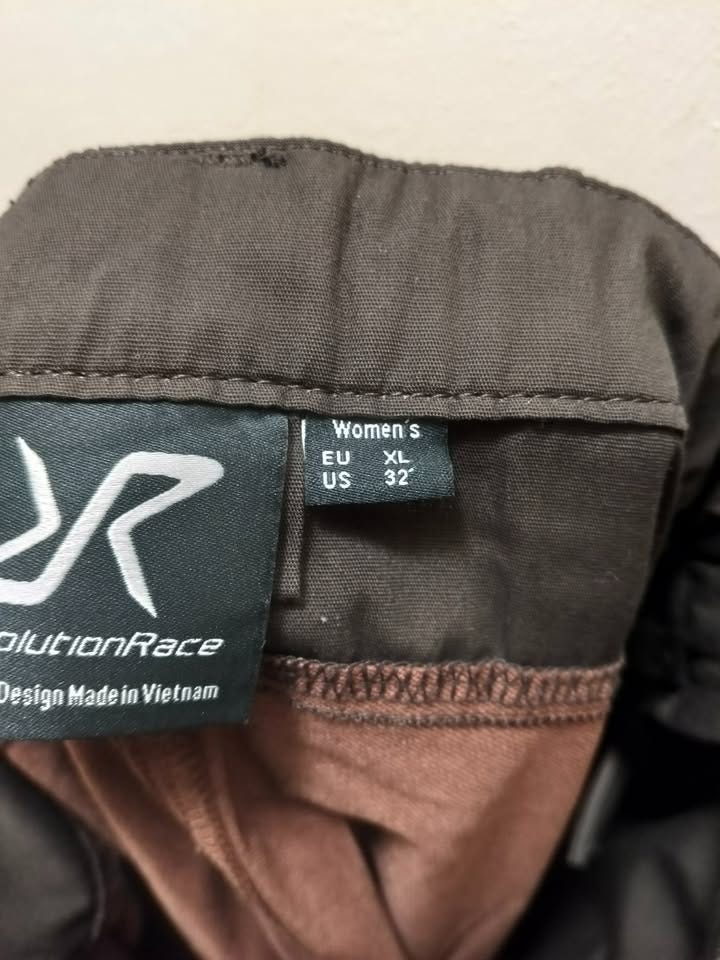 Women's
EU XL
US 32"
olutionRace
Design Made in Vietnam